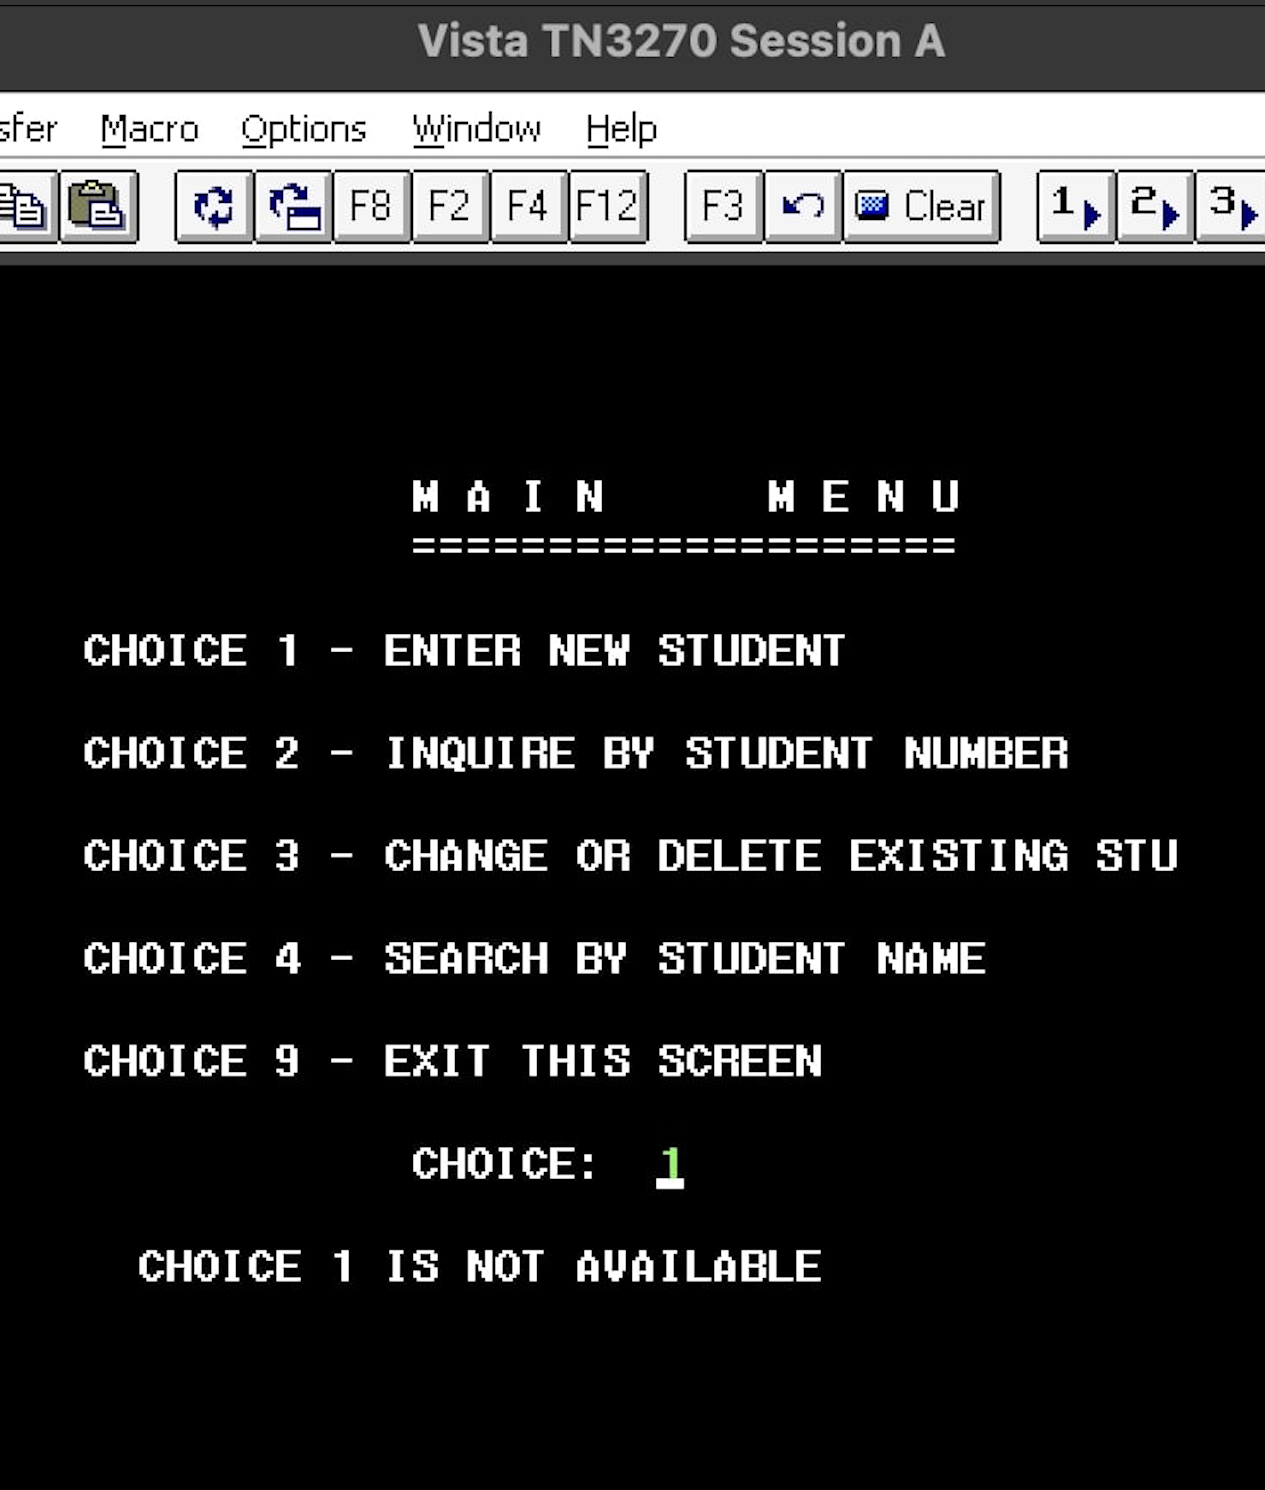 Vista TN3270 Session A
sfer Macro Options Window Help
F8 F2 F4 F12 F3 Clear 1 2 3
M A I N M E N U
====================
CHOICE 1 - ENTER NEW STUDENT
CHOICE 2 - INQUIRE BY STUDENT NUMBER
CHOICE 3 - CHANGE OR DELETE EXISTING STU
CHOICE 4 - SEARCH BY STUDENT NAME
CHOICE 9 - EXIT THIS SCREEN
CHOICE: 1
CHOICE 1 IS NOT AVAILABLE